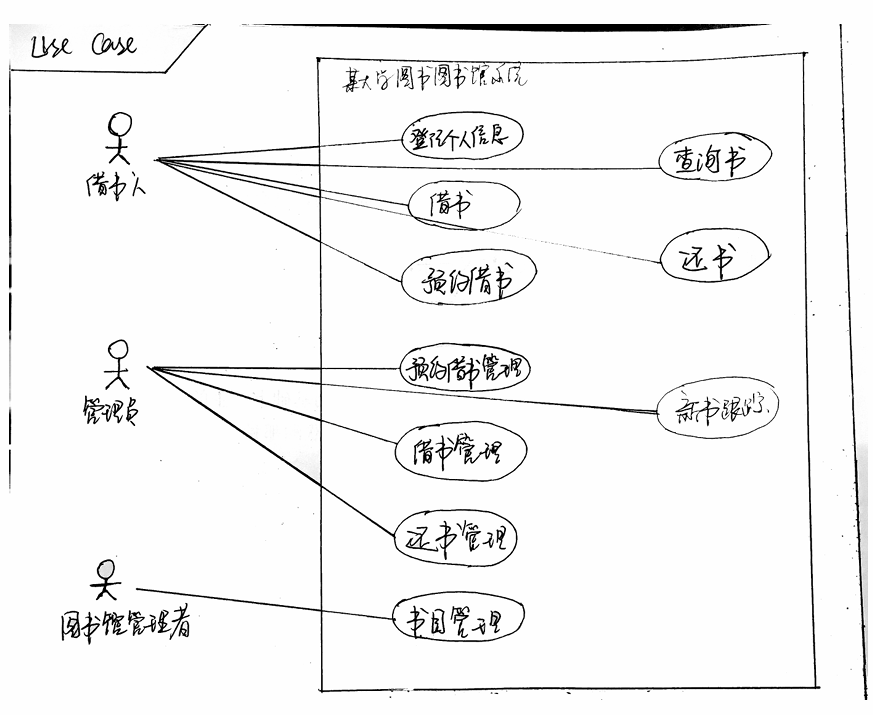 Use Case
某大学图书图书馆系统
登记个人信息
查询书
借书人
借书
还书
预约借书
预约借书管理
管理员
新书跟踪
借书管理
还书管理
图书馆管理者
书目管理